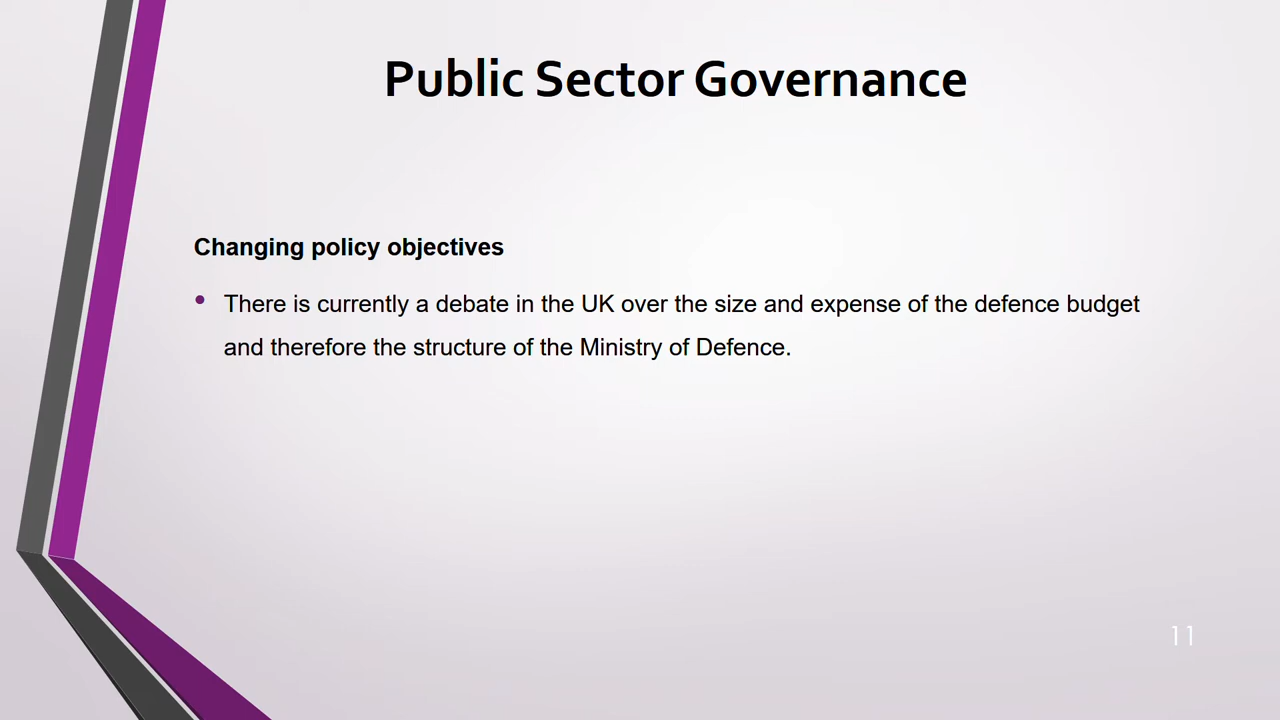 Public Sector Governance
Changing policy objectives
• There is currently a debate in the UK over the size and expense of the defence budget
and therefore the structure of the Ministry of Defence.
11